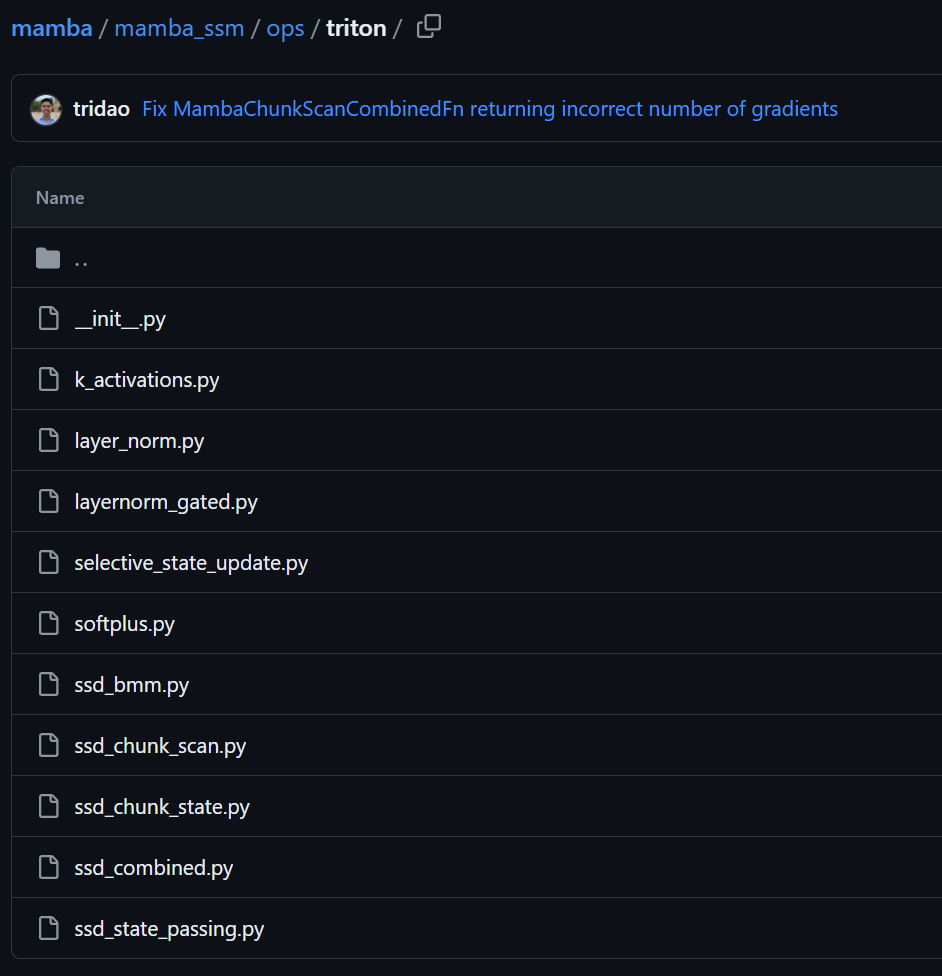 mamba / mamba_ssm / ops / triton /
tridao Fix MambaChunkScanCombinedFn returning incorrect number of gradients
Name
..
__init__.py
k_activations.py
layer_norm.py
layernorm_gated.py
selective_state_update.py
softplus.py
ssd_bmm.py
ssd_chunk_scan.py
ssd_chunk_state.py
ssd_combined.py
ssd_state_passing.py